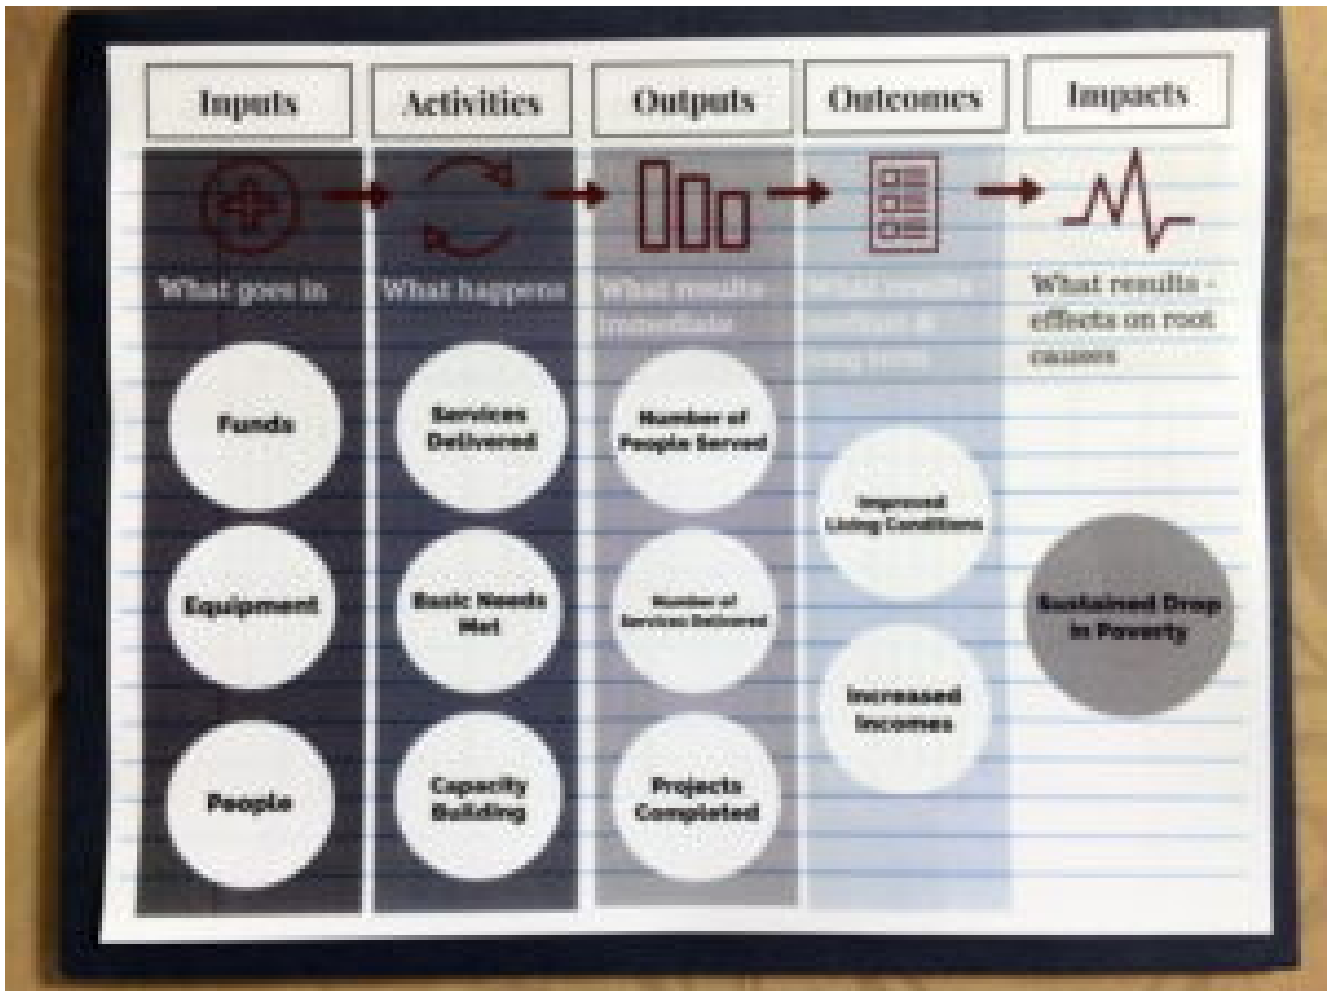 Inputs
Activities
Outputs
Outcomes
Impacts
What goes in
What happens
What results -
immediate
What results
What results -
effects on root
causes
Funds
Equipment
People
Services
Delivered
Basic Needs
Met
Capacity
Building
Number of
People Served
Number of
Services Delivered
Projects
Completed
Improved
Living Conditions
Increased
Incomes
Sustained Drop
in Poverty